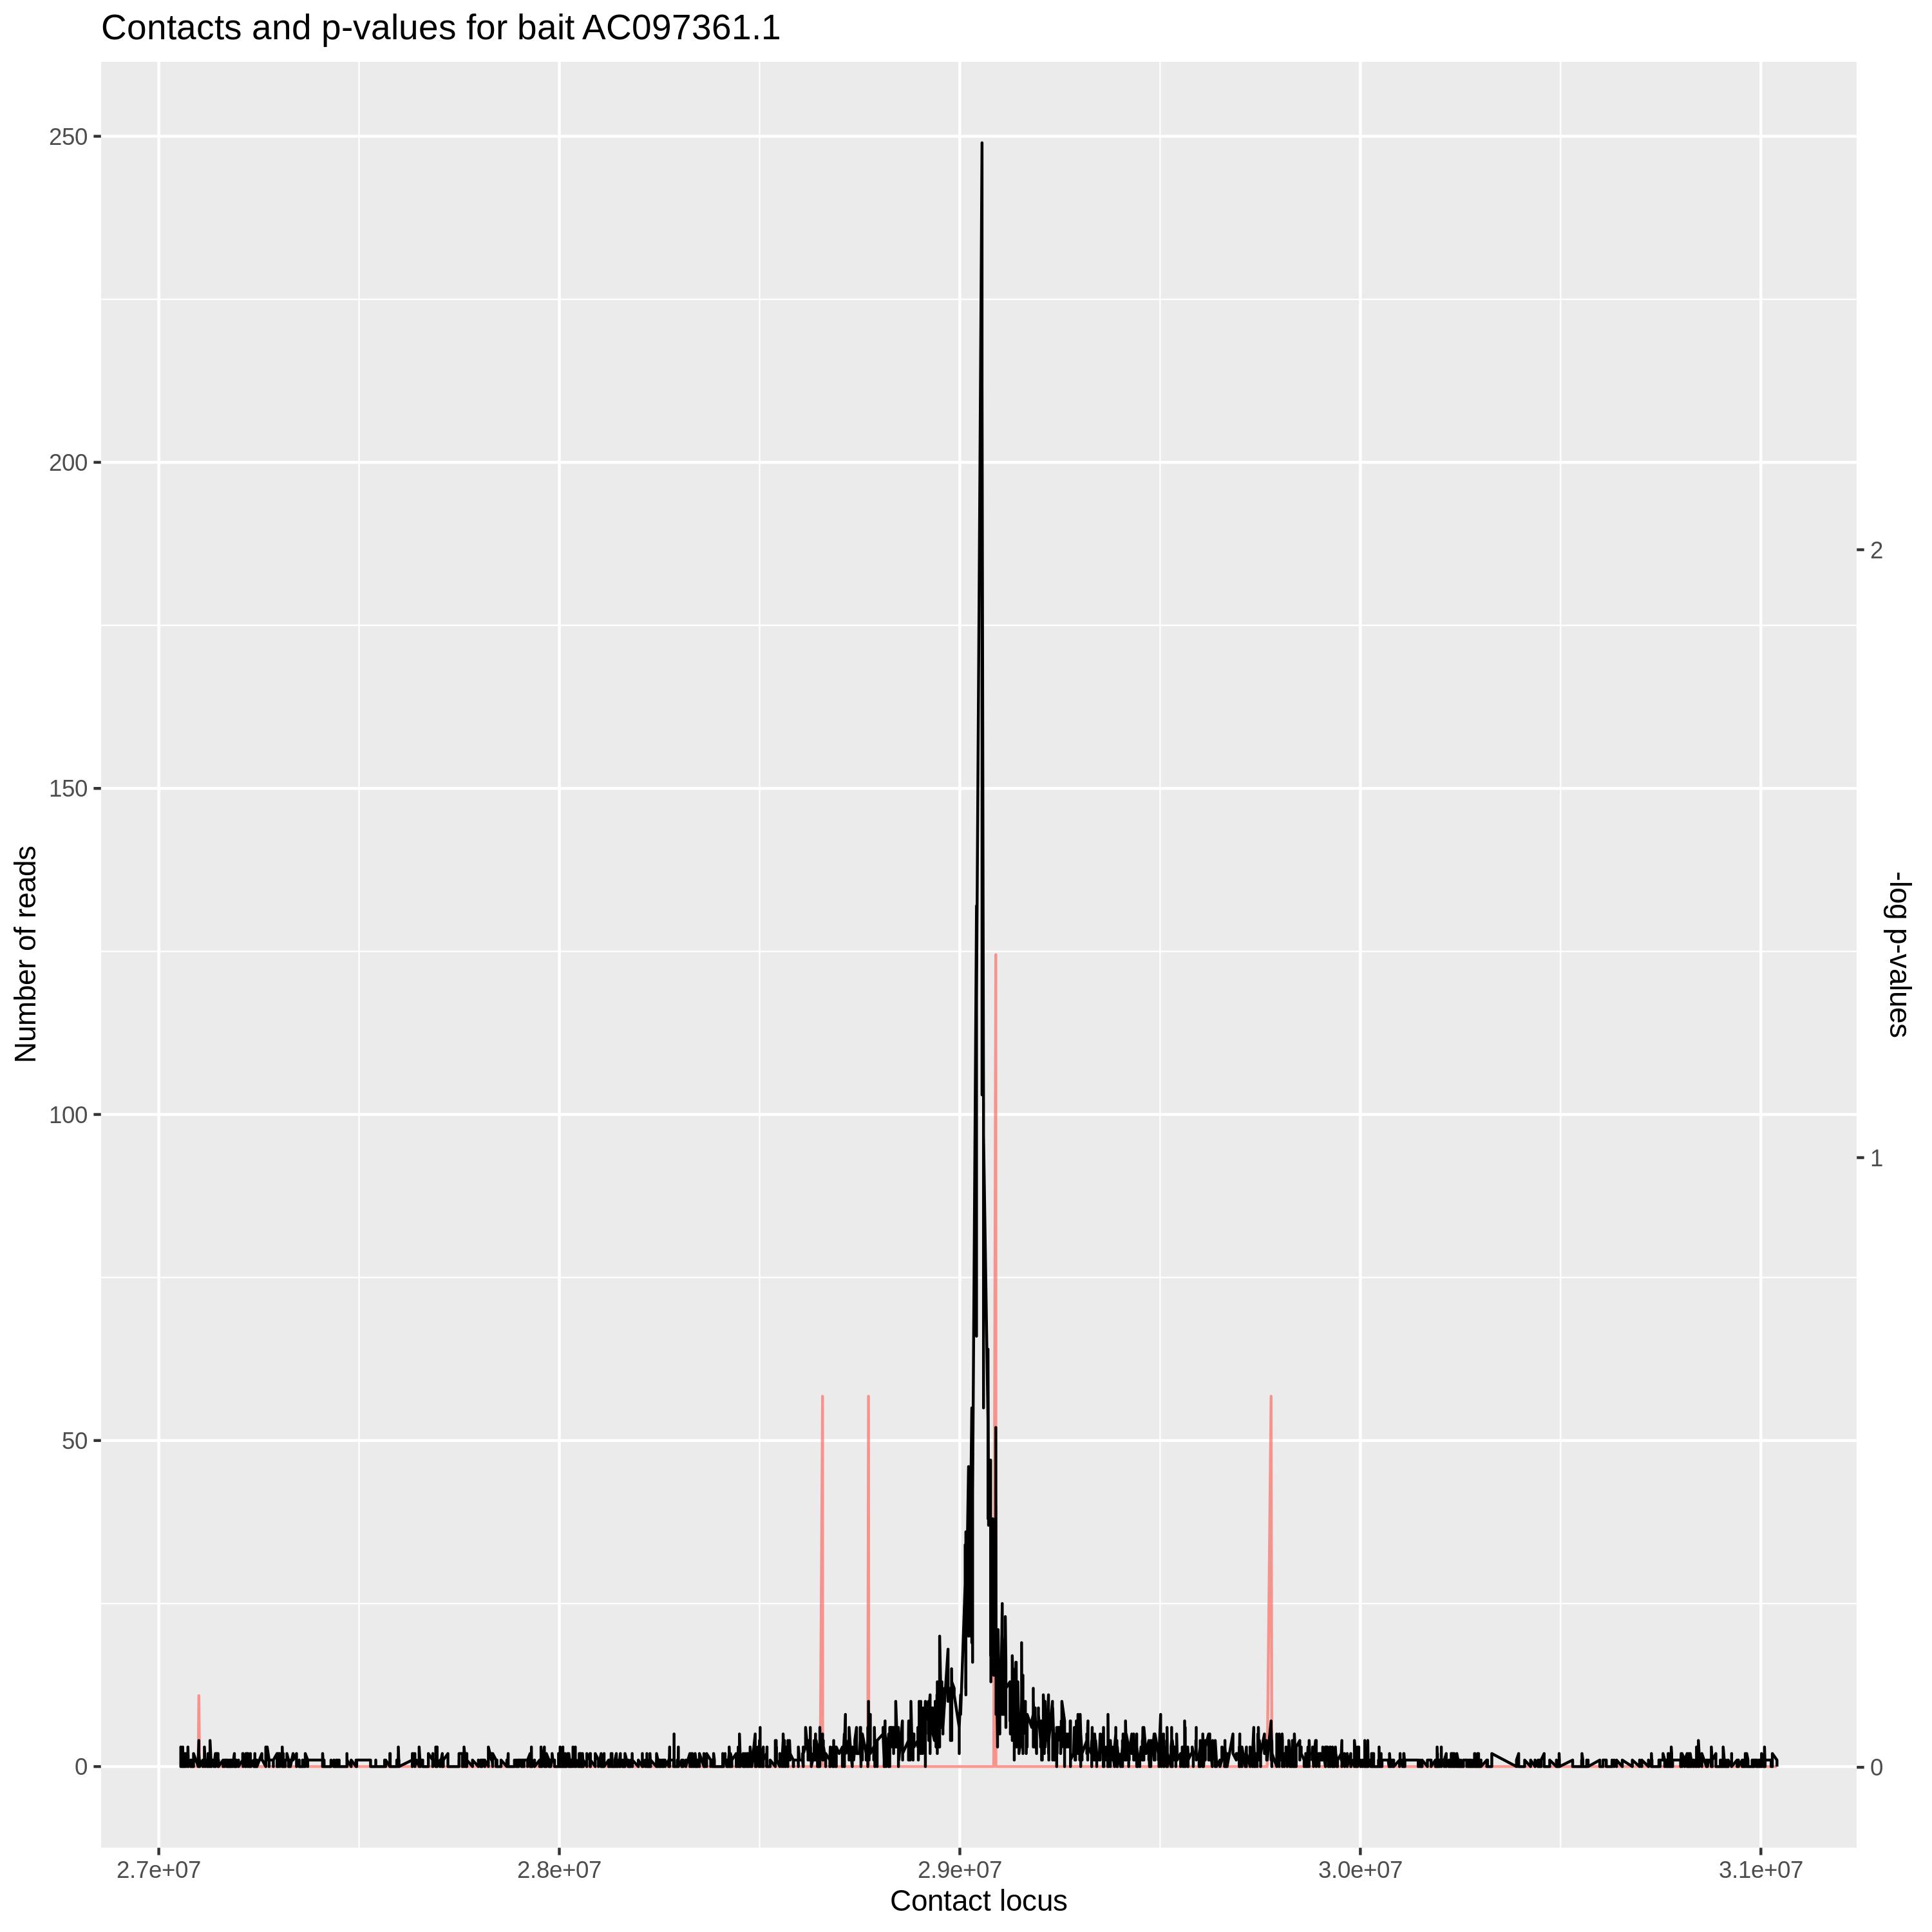 Contacts and p-values for bait AC097361.1
250
200
150
100
50
0
Number of reads
2
1
0
-log p-values
2.7e+07
2.8e+07
2.9e+07
3.0e+07
3.1e+07
Contact locus